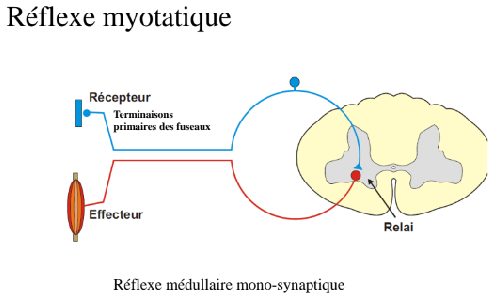 Réflexe myotatique
Récepteur
Terminaisons
primaires des fuseaux
Effecteur
Relai
Réflexe médullaire mono-synaptique